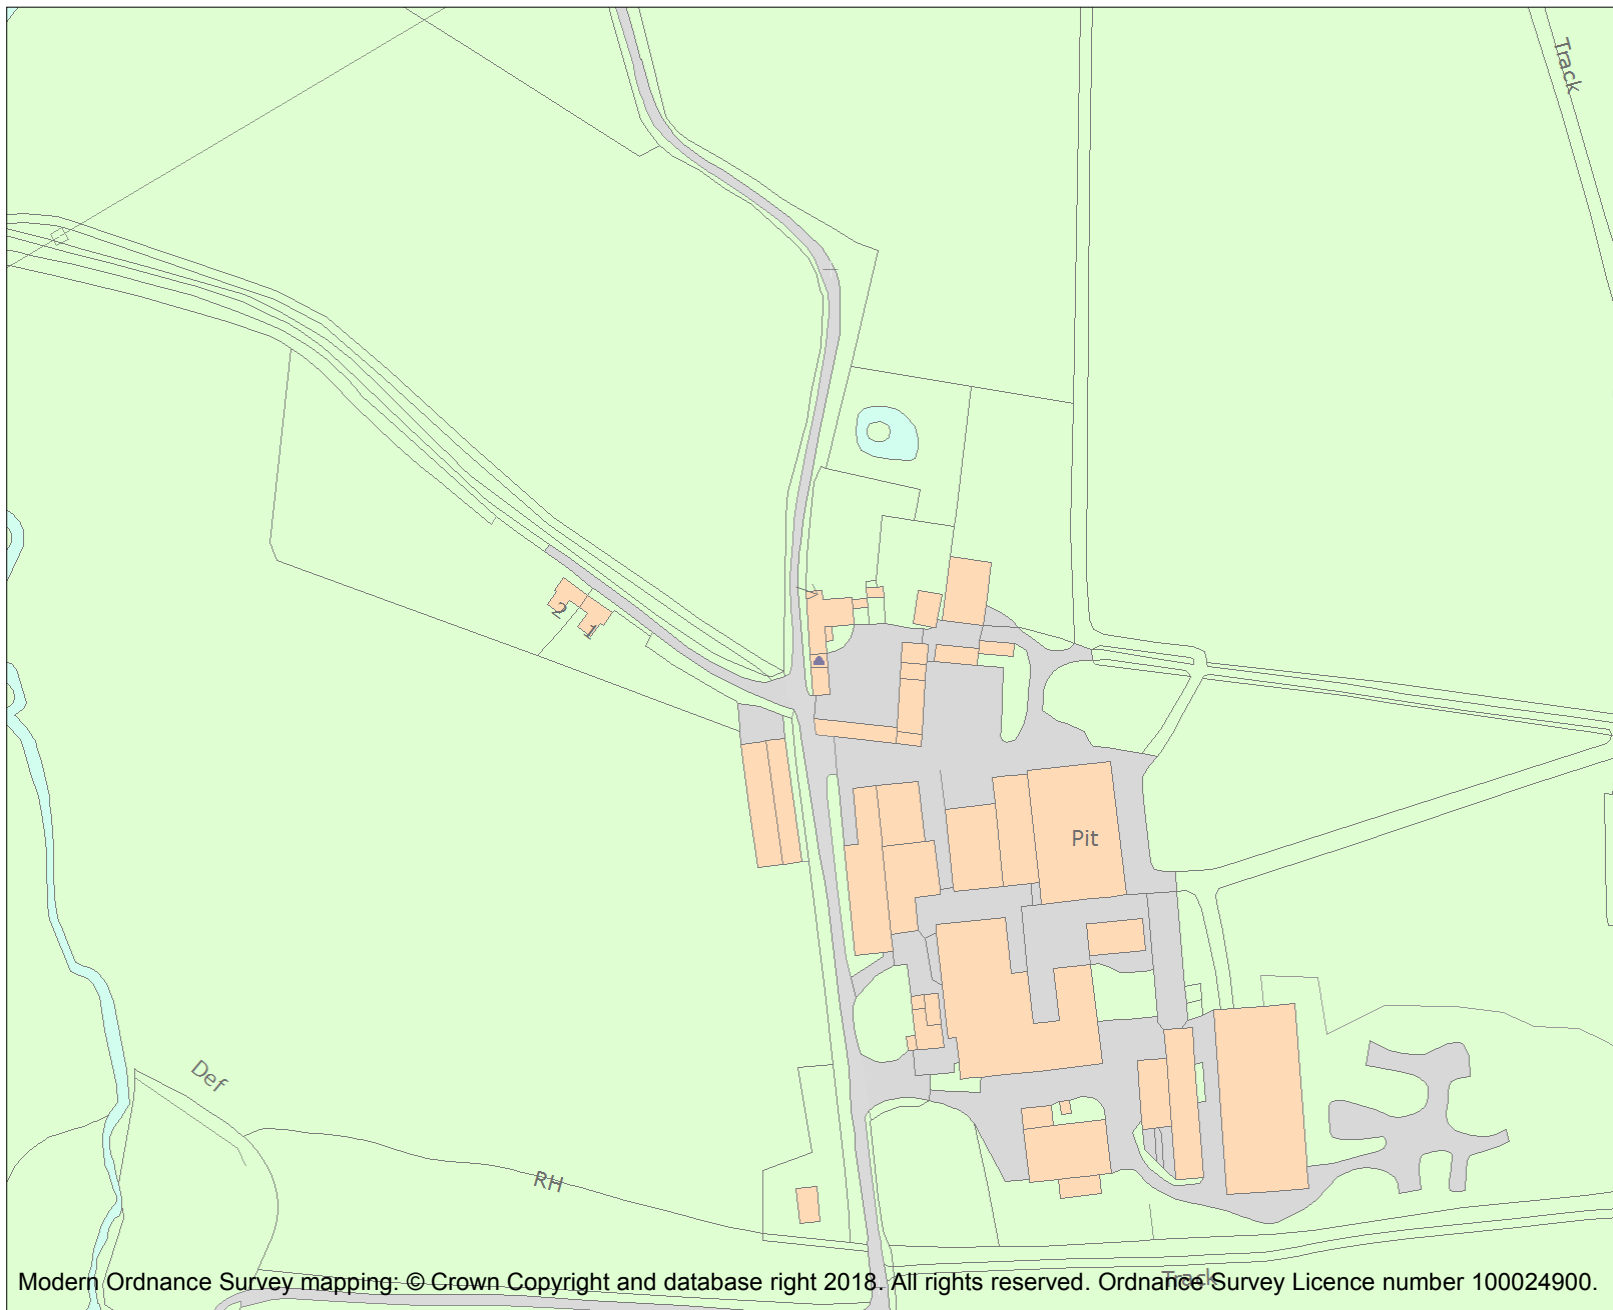 Track
2
1
Pit
Def
RH
Track
Modern Ordnance Survey mapping: © Crown Copyright and database right 2018. All rights reserved. Ordnance Survey Licence number 100024900.